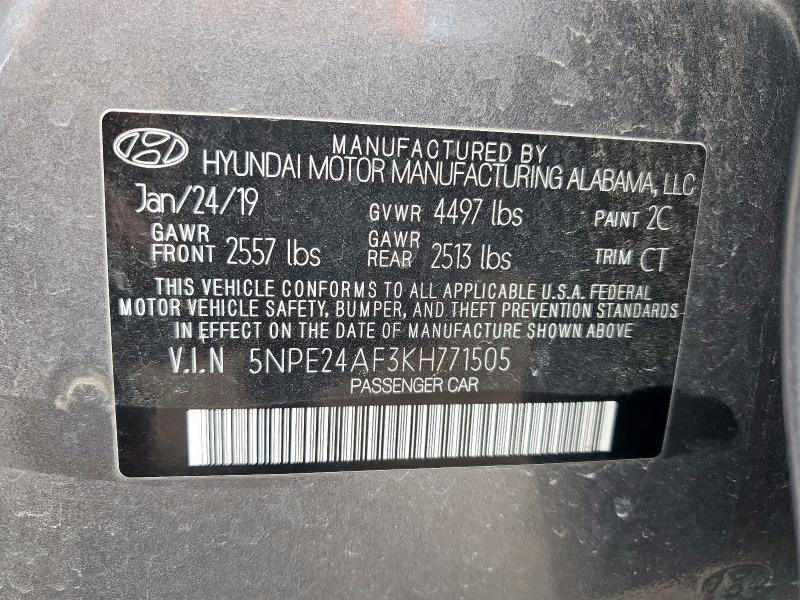 MANUFACTURED BY
HYUNDAI MOTOR MANUFACTURING ALABAMA, LLC
Jan/24/19 GVWR 4497 lbs PAINT 2C
GAWR FRONT 2557 lbs GAWR REAR 2513 lbs TRIM CT
THIS VEHICLE CONFORMS TO ALL APPLICABLE U.S.A. FEDERAL
MOTOR VEHICLE SAFETY, BUMPER, AND THEFT PREVENTION STANDARDS
IN EFFECT ON THE DATE OF MANUFACTURE SHOWN ABOVE
V.I.N 5NPE24AF3KH771505
PASSENGER CAR